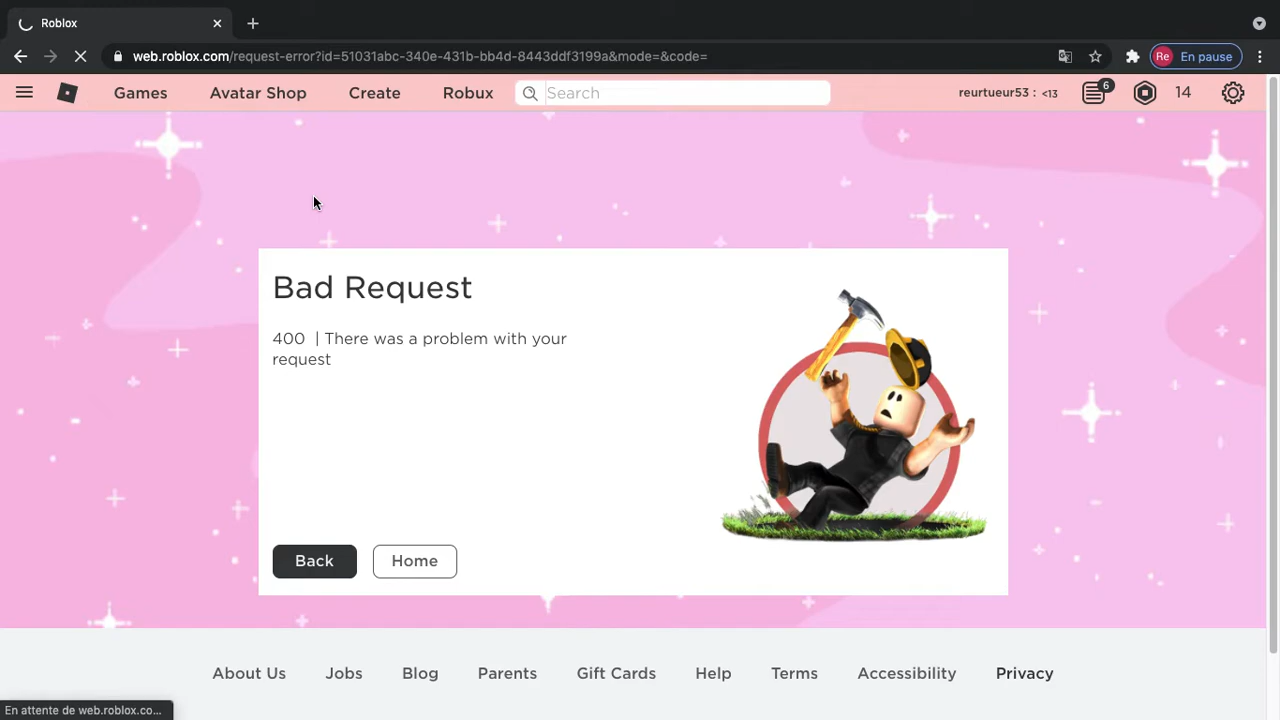 Roblox
web.roblox.com/request-error?id=51031abc-340e-431b-bb4d-8443ddf3199a&mode=&code=
Re En pause
Games Avatar Shop Create Robux Search reurtueur53 : <13 6 14
Bad Request
400 | There was a problem with your
request
Back Home
About Us Jobs Blog Parents Gift Cards Help Terms Accessibility Privacy
En attente de web.roblox.co...